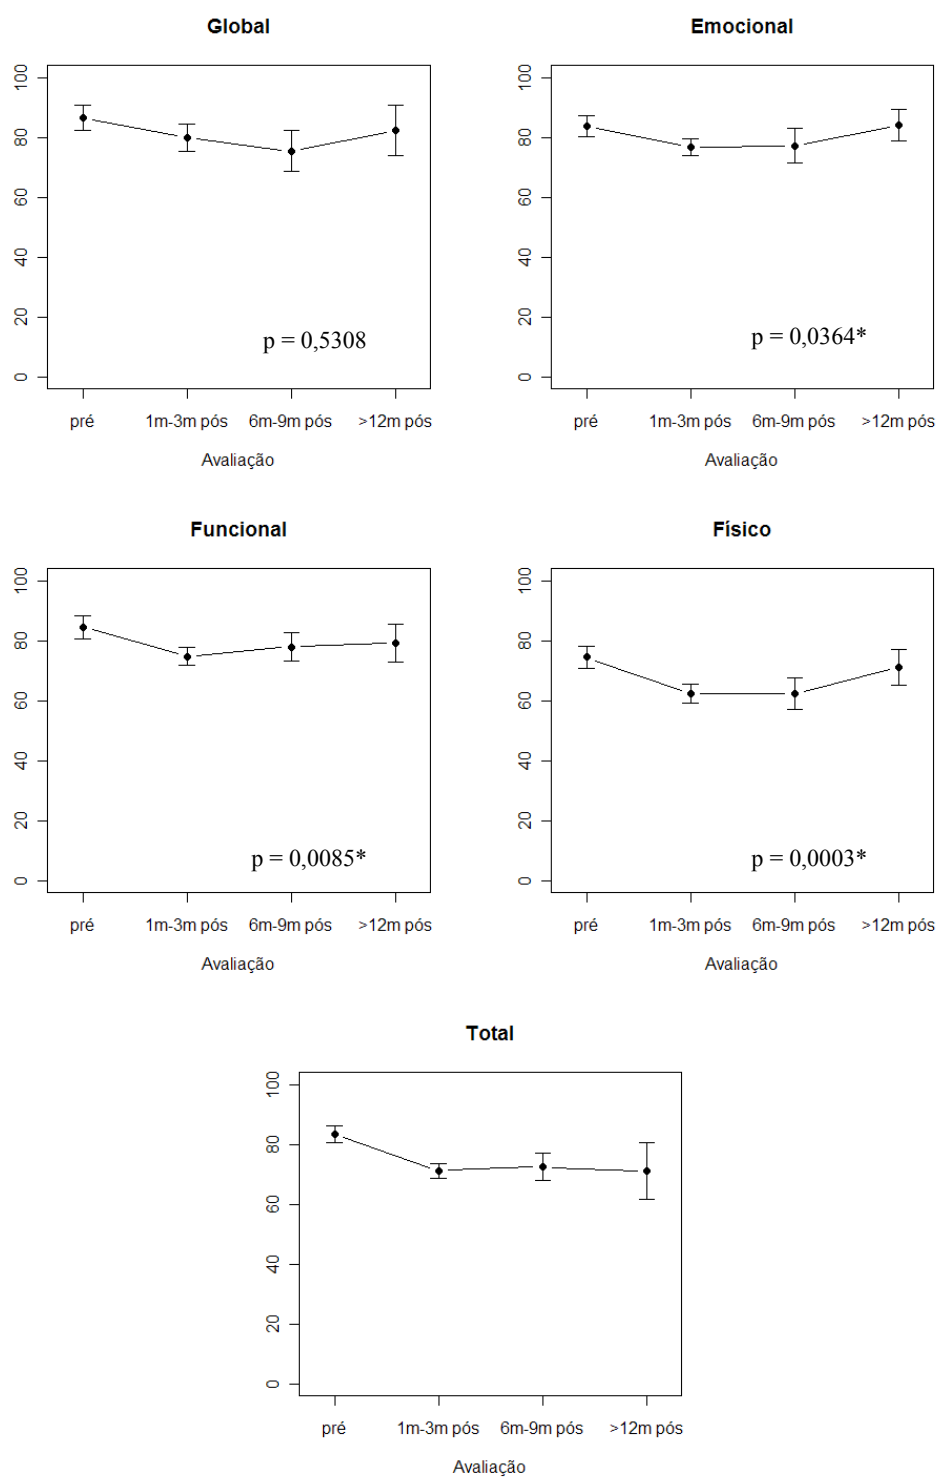 Global
100
80
60
40
20
0
p = 0,5308
pré 1m-3m pós 6m-9m pós >12m pós
Avaliação
Emocional
100
80
60
40
20
0
p = 0,0364*
pré 1m-3m pós 6m-9m pós >12m pós
Avaliação
Funcional
100
80
60
40
20
0
p = 0,0085*
pré 1m-3m pós 6m-9m pós >12m pós
Avaliação
Físico
100
80
60
40
20
0
p = 0,0003*
pré 1m-3m pós 6m-9m pós >12m pós
Avaliação
Total
100
80
60
40
20
0
pré 1m-3m pós 6m-9m pós >12m pós
Avaliação